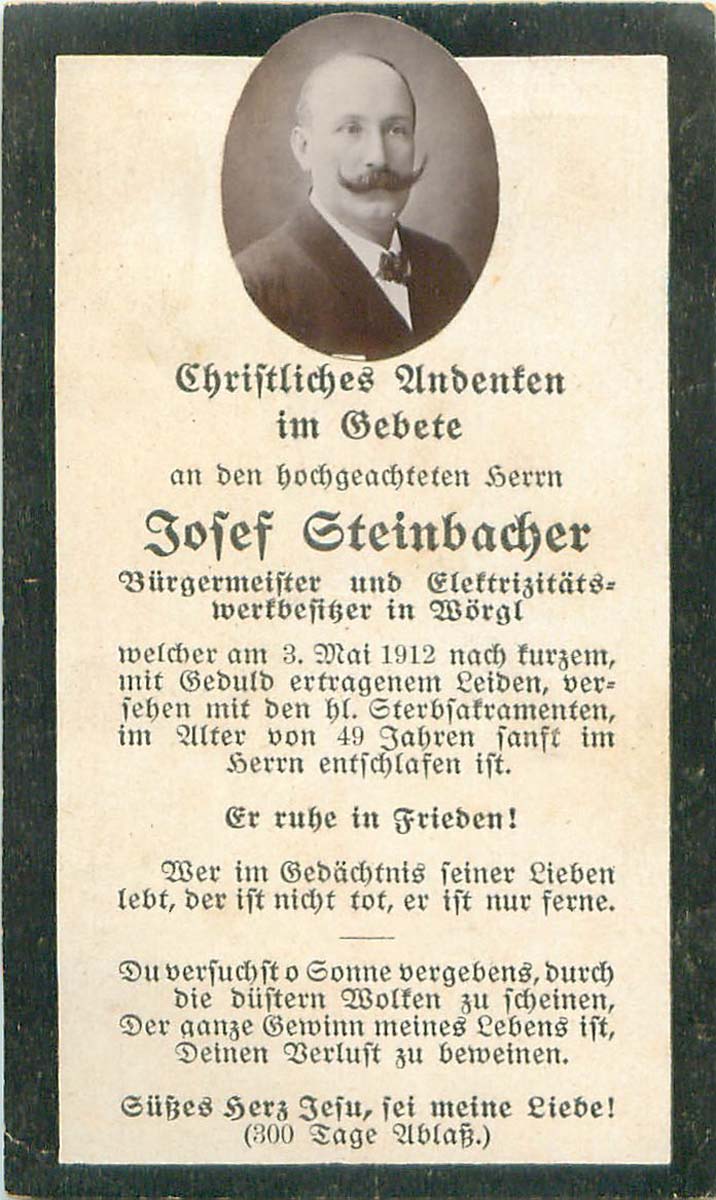 Christliches Andenken
im Gebete
an den hochgeachteten Herrn
Josef Steinbacher
Bürgermeister und Elektrizitäts-
werkbesitzer in Wörgl
welcher am 3. Mai 1912 nach kurzem,
mit Geduld ertragenem Leiden, ver-
sehen mit den hl. Sterbsakramenten,
im Alter von 49 Jahren sanft im
Herrn entschlafen ist.
Er ruhe in Frieden!
Wer im Gedächtnis seiner Lieben
lebt, der ist nicht tot, er ist nur ferne.
Du versuchst o Sonne vergebens, durch
die düstern Wolken zu scheinen,
Der ganze Gewinn meines Lebens ist,
Deinen Verlust zu beweinen.
Süßes Herz Jesu, sei meine Liebe!
(300 Tage Ablaß.)